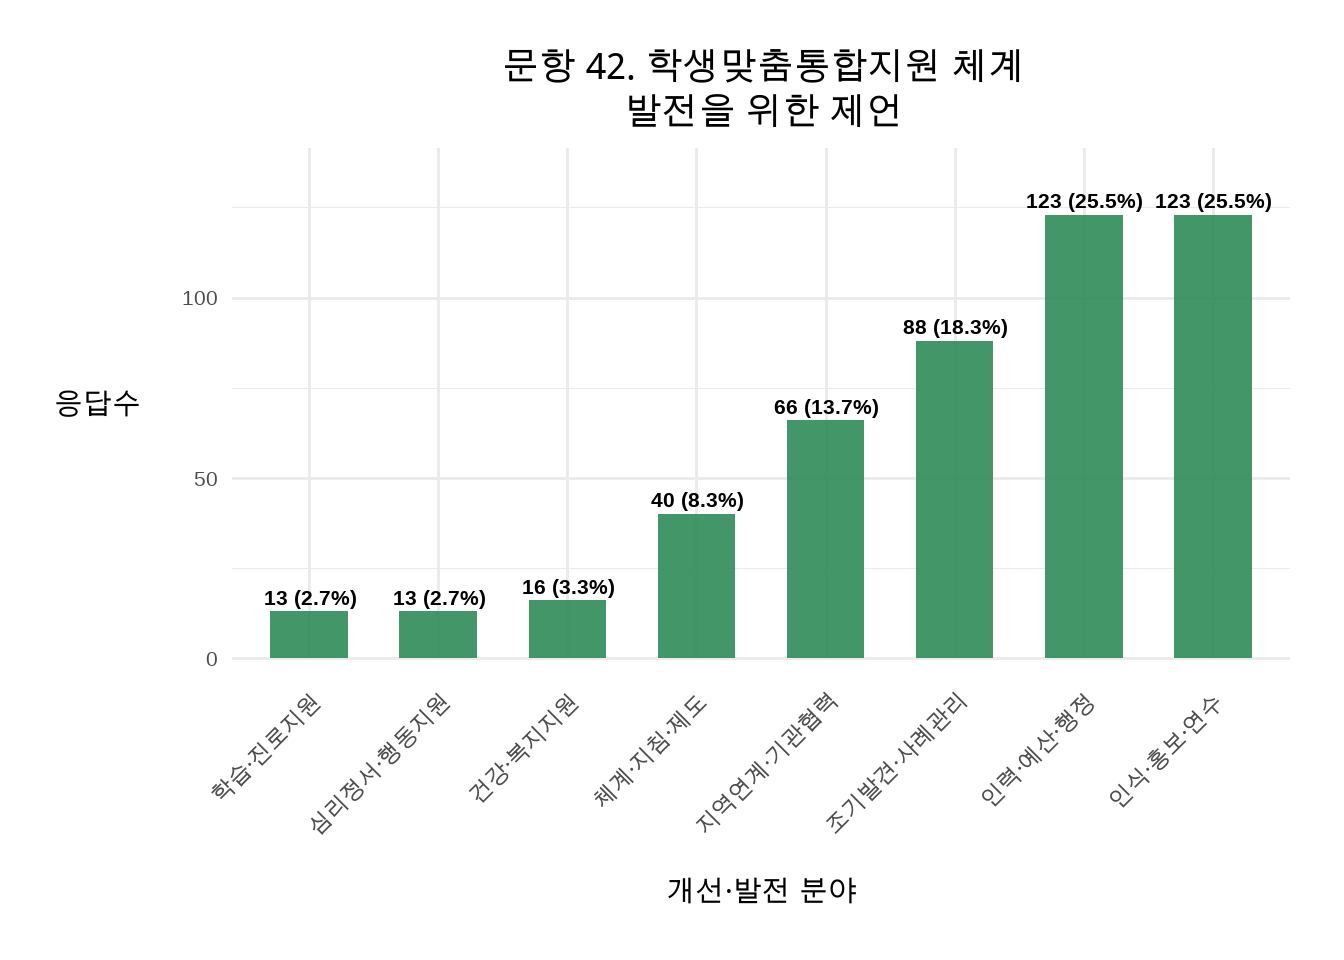 문항 42. 학생맞춤통합지원 체계
발전을 위한 제언
응답수
100
50
0
13 (2.7%)
13 (2.7%)
16 (3.3%)
40 (8.3%)
66 (13.7%)
88 (18.3%)
123 (25.5%)
123 (25.5%)
학습·진로지원
심리정서·행동지원
건강·복지지원
체계·지침·제도
지역연계·기관협력
조기발견·사례관리
인력·예산·행정
인식·홍보·연수
개선·발전 분야